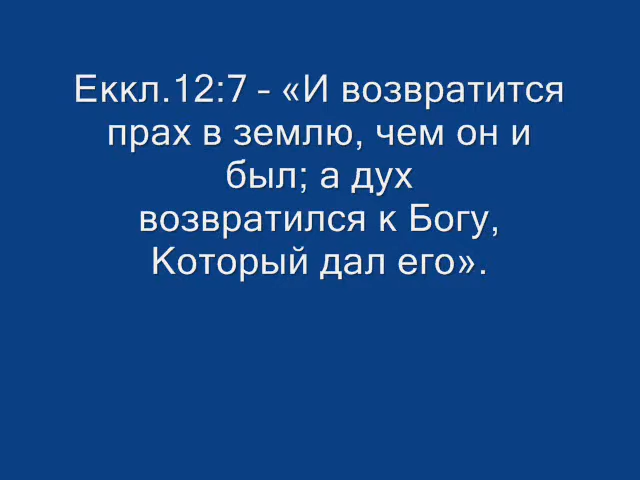 Еккл.12:7 – «И возвратится
прах в землю, чем он и
был; а дух
возвратился к Богу,
Который дал его».